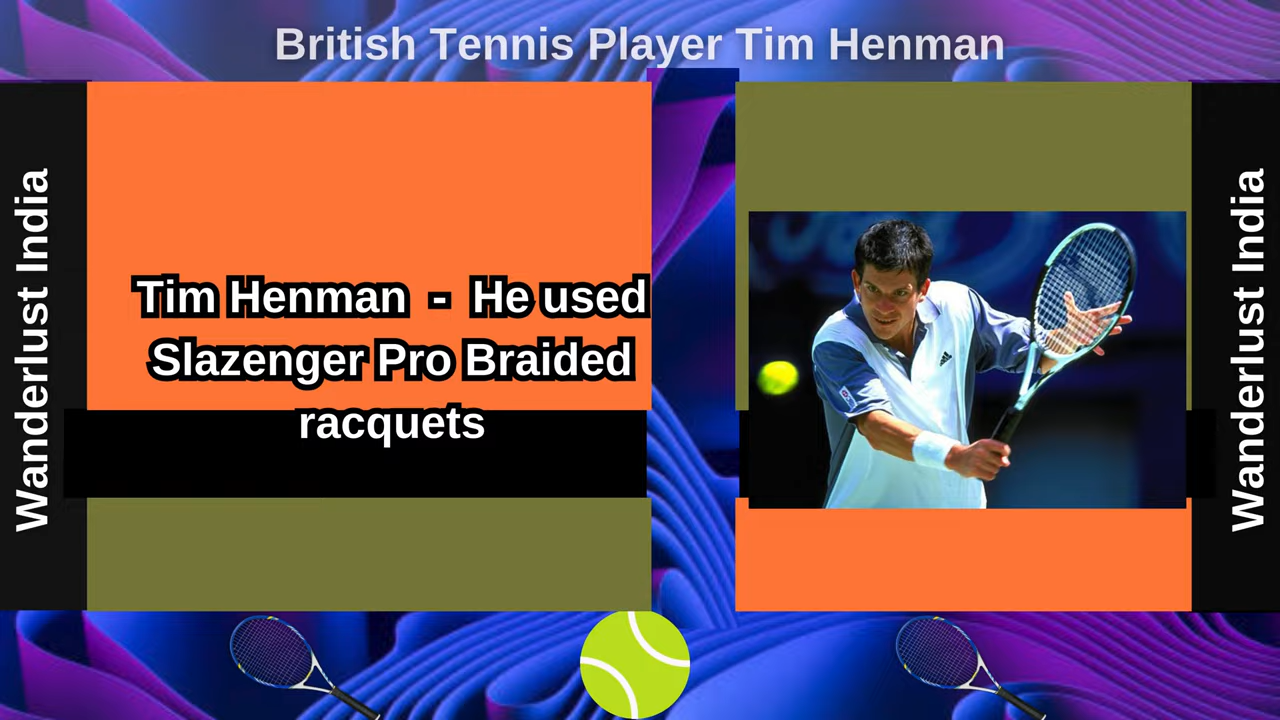 British Tennis Player Tim Henman
Wanderlust India
Tim Henman - He used
Slazenger Pro Braided
racquets
Wanderlust India